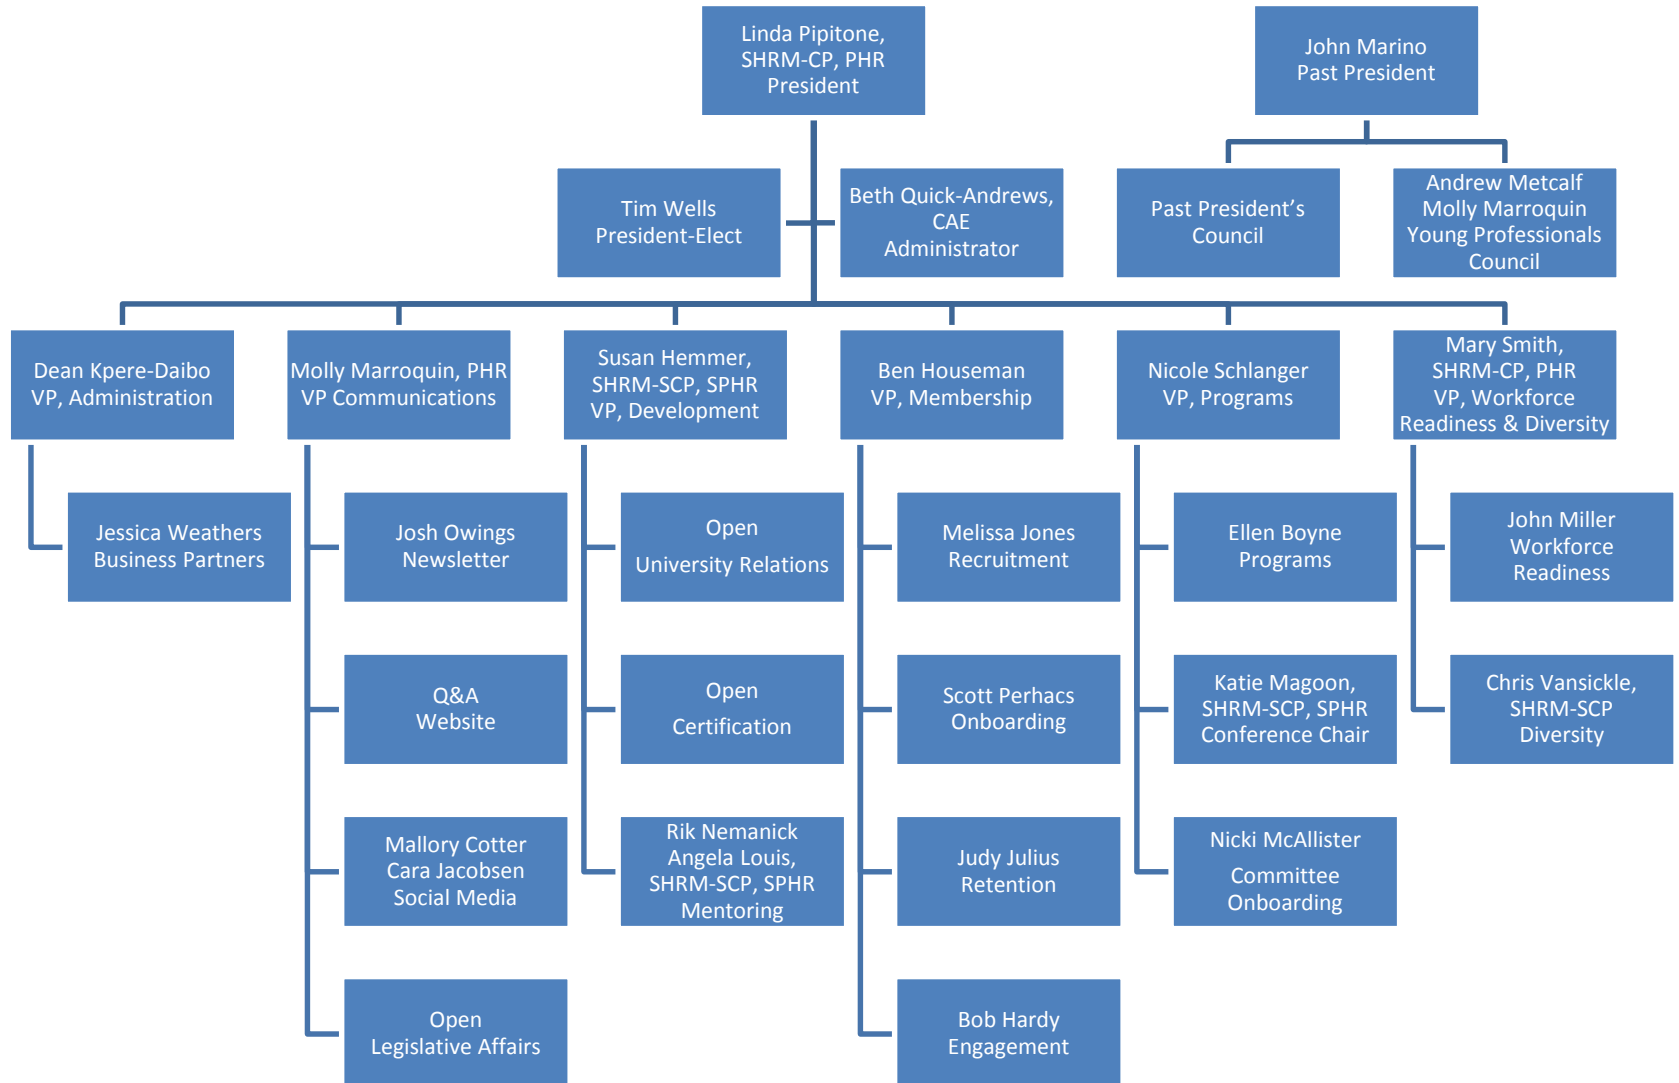 Linda Pipitone,
SHRM-CP, PHR
President
John Marino
Past President
Tim Wells
President-Elect
Beth Quick-Andrews,
CAE
Administrator
Past President’s
Council
Andrew Metcalf
Molly Marroquin
Young Professionals
Council
Dean Kpere-Daibo
VP, Administration
Molly Marroquin, PHR
VP Communications
Susan Hemmer,
SHRM-SCP, SPHR
VP, Development
Ben Houseman
VP, Membership
Nicole Schlanger
VP, Programs
Mary Smith,
SHRM-CP, PHR
VP, Workforce
Readiness & Diversity
Jessica Weathers
Business Partners
Josh Owings
Newsletter
Open
University Relations
Melissa Jones
Recruitment
Ellen Boyne
Programs
John Miller
Workforce
Readiness
Q&A
Website
Open
Certification
Scott Perhacs
Onboarding
Katie Magoon,
SHRM-SCP, SPHR
Conference Chair
Chris Vansickle,
SHRM-SCP
Diversity
Mallory Cotter
Cara Jacobsen
Social Media
Rik Nemanick
Angela Louis,
SHRM-SCP, SPHR
Mentoring
Judy Julius
Retention
Nicki McAllister
Committee
Onboarding
Open
Legislative Affairs
Bob Hardy
Engagement